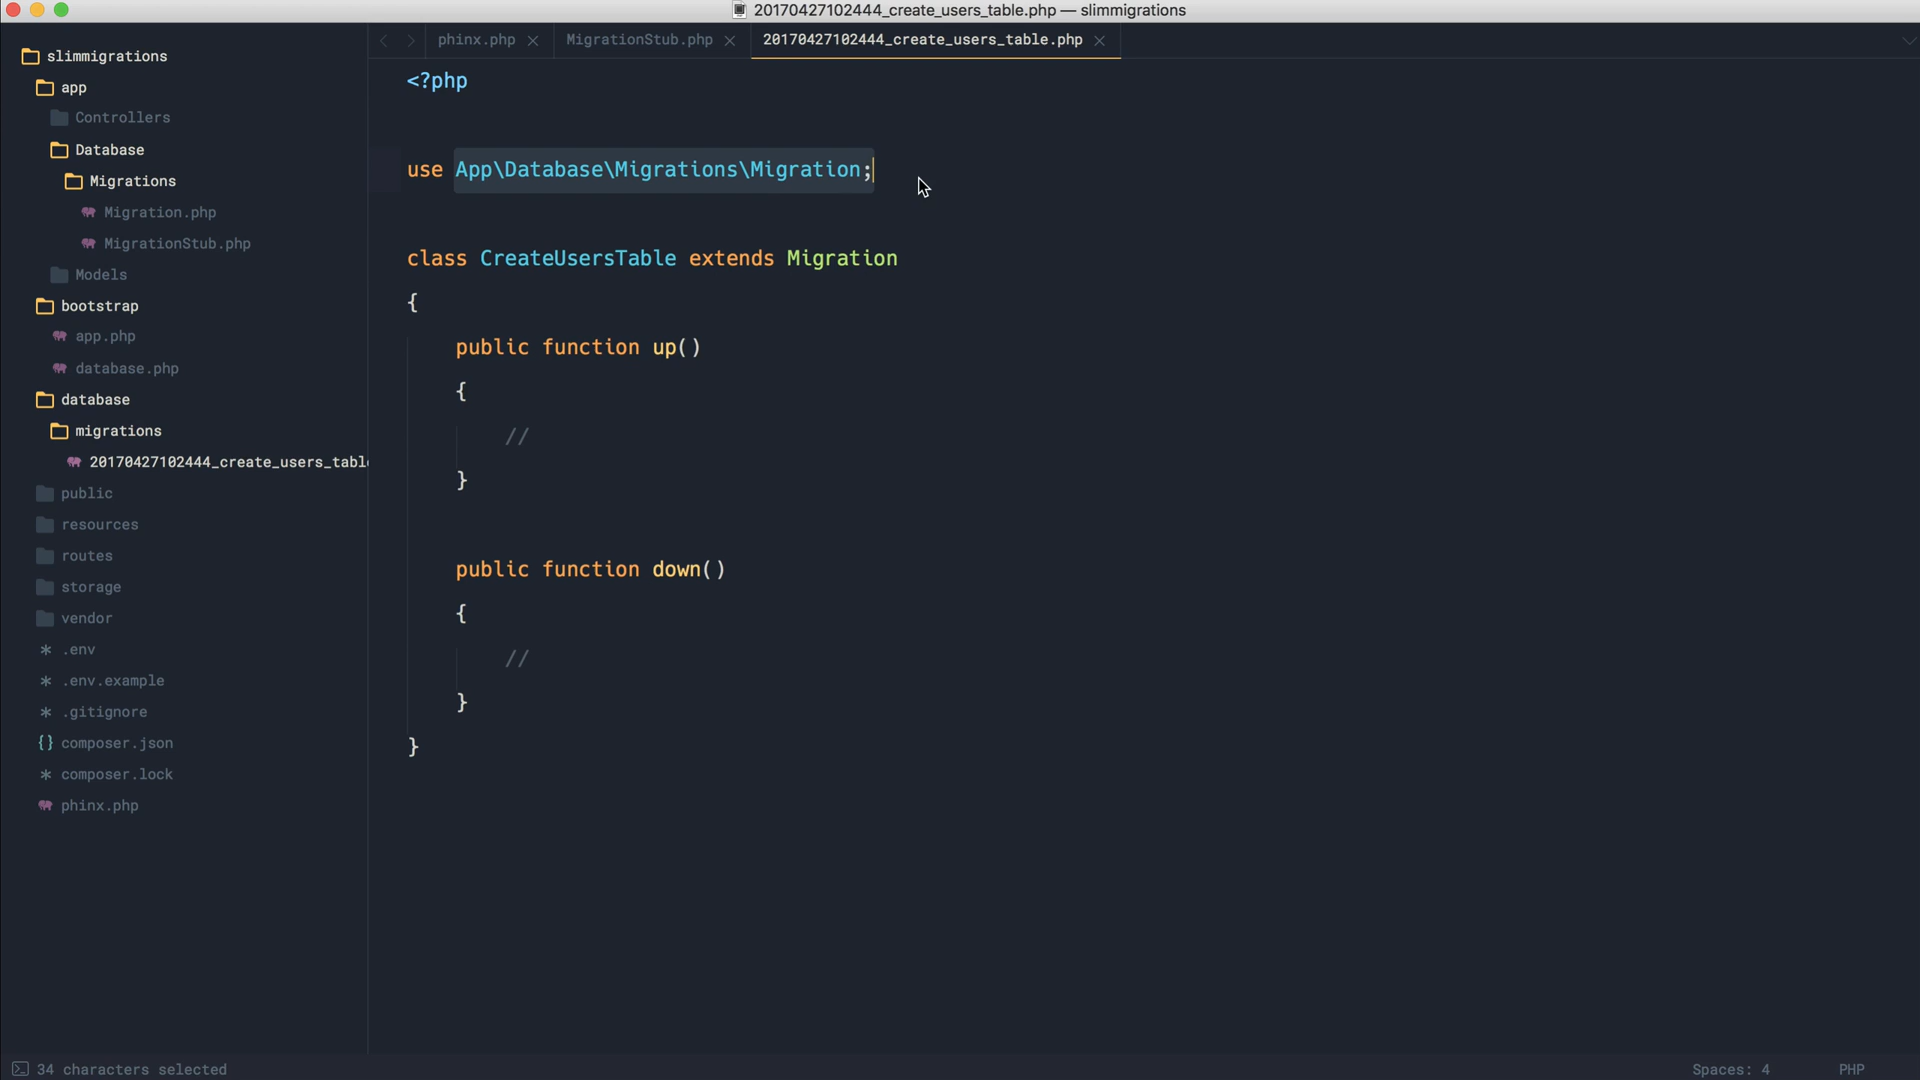 20170427102444_create_users_table.php — slimmigrations
slimmigrations
app
Controllers
Database
Migrations
Migration.php
MigrationStub.php
Models
bootstrap
app.php
database.php
database
migrations
20170427102444_create_users_tabl
public
resources
routes
storage
vendor
* .env
* .env.example
* .gitignore
{} composer.json
* composer.lock
phinx.php
phinx.php
MigrationStub.php
20170427102444_create_users_table.php
<?php
use App\Database\Migrations\Migration;
class CreateUsersTable extends Migration
{
public function up()
{
//
}
public function down()
{
//
}
}
34 characters selected
Spaces: 4
PHP